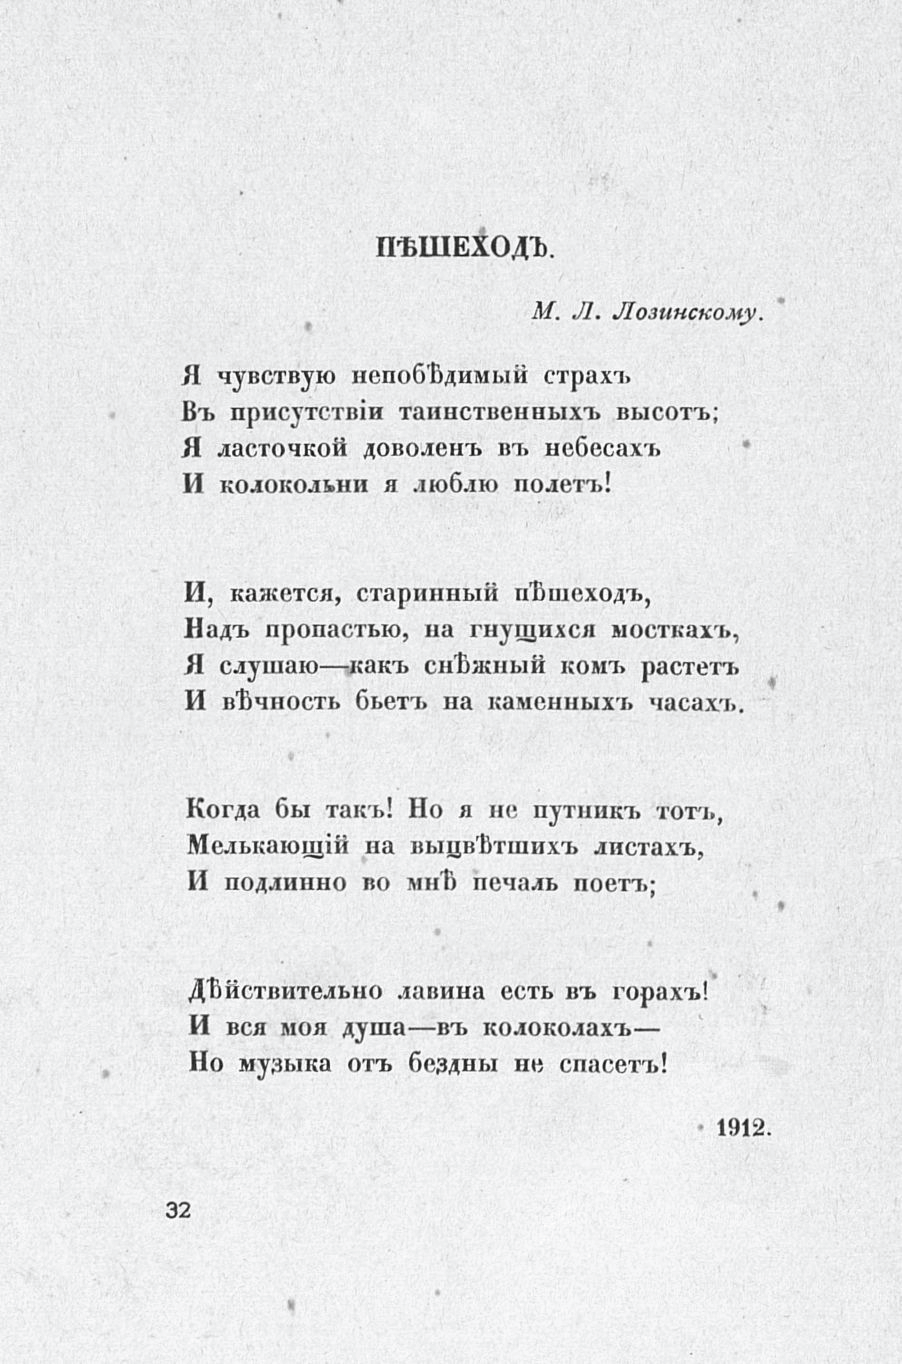 ПѢШЕХОДЪ.
М. Л. Лозинскому.
Я чувствую непобѣдимый страхъ
Въ присутствіи таинственныхъ высотъ;
Я ласточкой доволенъ въ небесахъ
И колокольни я люблю полетъ!
И, кажется, старинный пѣшеходъ,
Надъ пропастью, на гнущихся мосткахъ,
Я слушаю—какъ снѣжный комъ растетъ
И вѣчность бьетъ на каменныхъ часахъ.
Когда бы такъ! Но я не путникъ тотъ,
Мелькающій на выцвѣтшихъ листахъ,
И подлинно во мнѣ печаль поетъ;
Дѣйствительно лавина есть въ горахъ!
И вся моя душа—въ колоколахъ—
Но музыка отъ бездны не спасетъ!
1912.
32